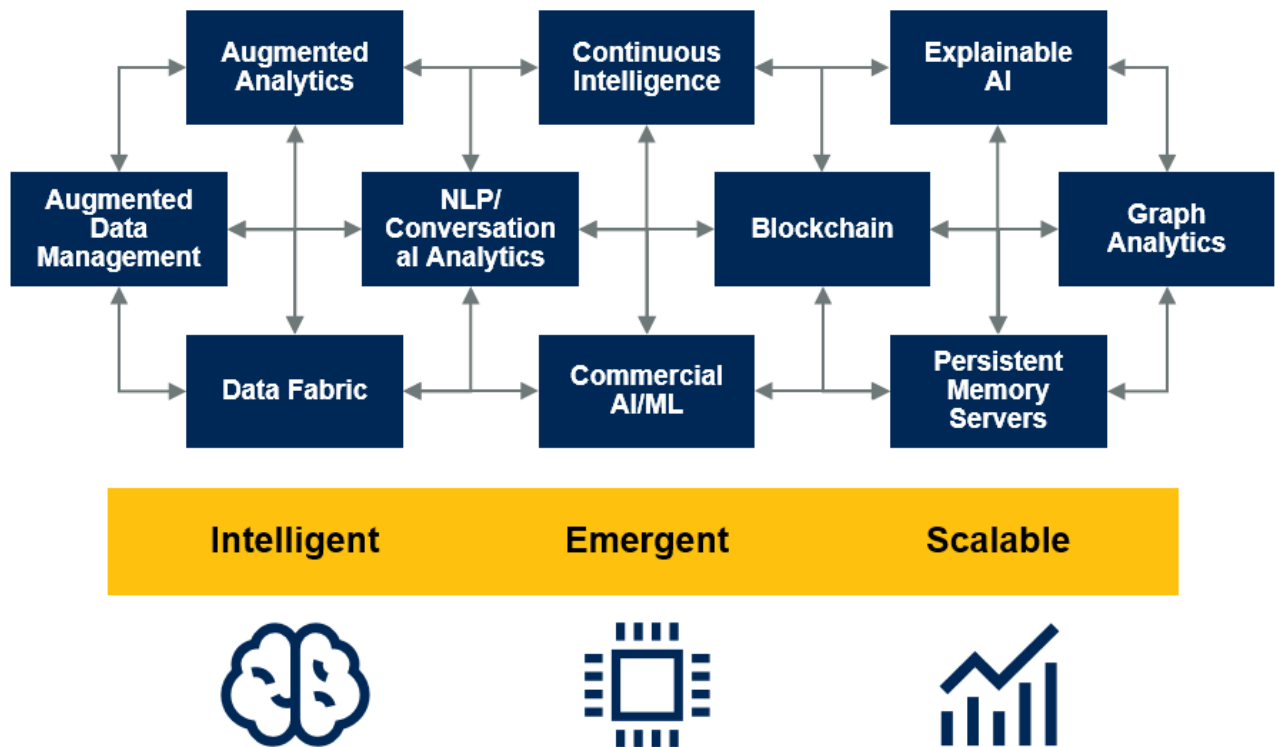 Augmented
Analytics
Continuous
Intelligence
Explainable
AI
Augmented
Data
Management
NLP/
Conversation
al Analytics
Blockchain
Graph
Analytics
Data Fabric
Commercial
AI/ML
Persistent
Memory
Servers
Intelligent
Emergent
Scalable